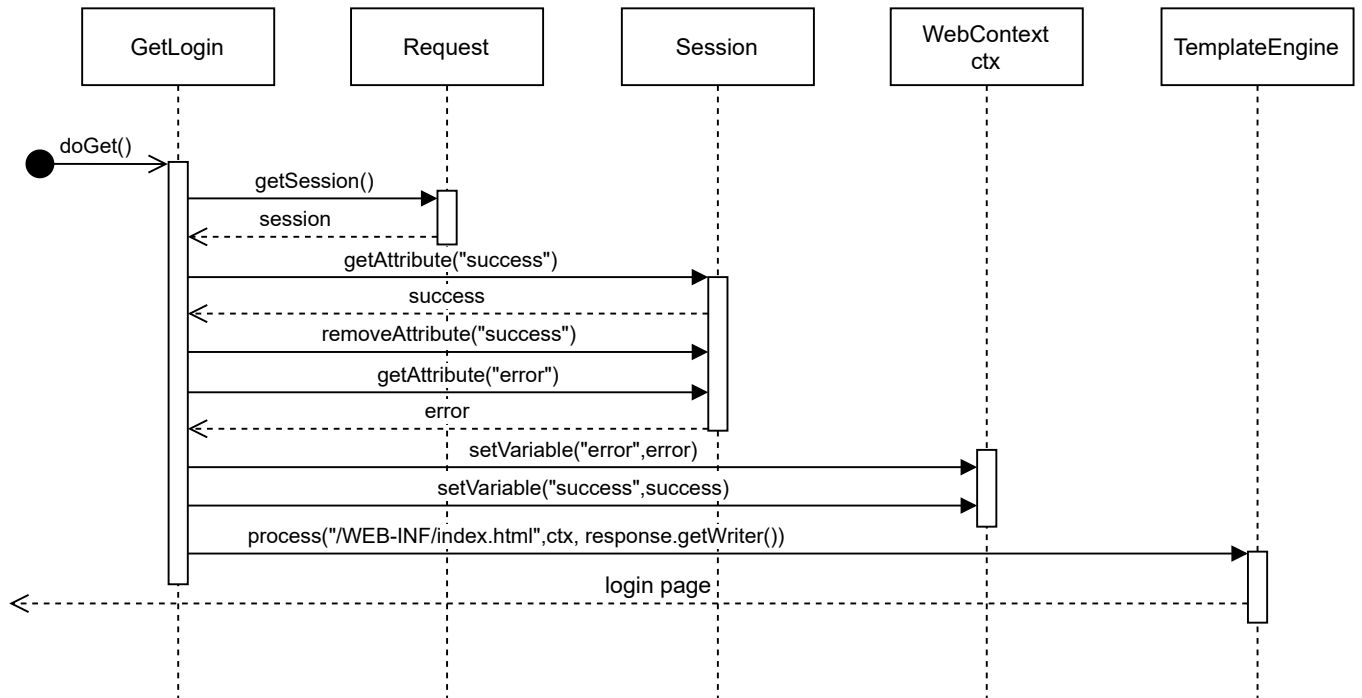 GetLogin
Request
Session
WebContext
ctx
TemplateEngine
doGet()
getSession()
session
getAttribute("success")
success
removeAttribute("success")
getAttribute("error")
error
setVariable("error",error)
setVariable("success",success)
process("/WEB-INF/index.html",ctx, response.getWriter())
login page